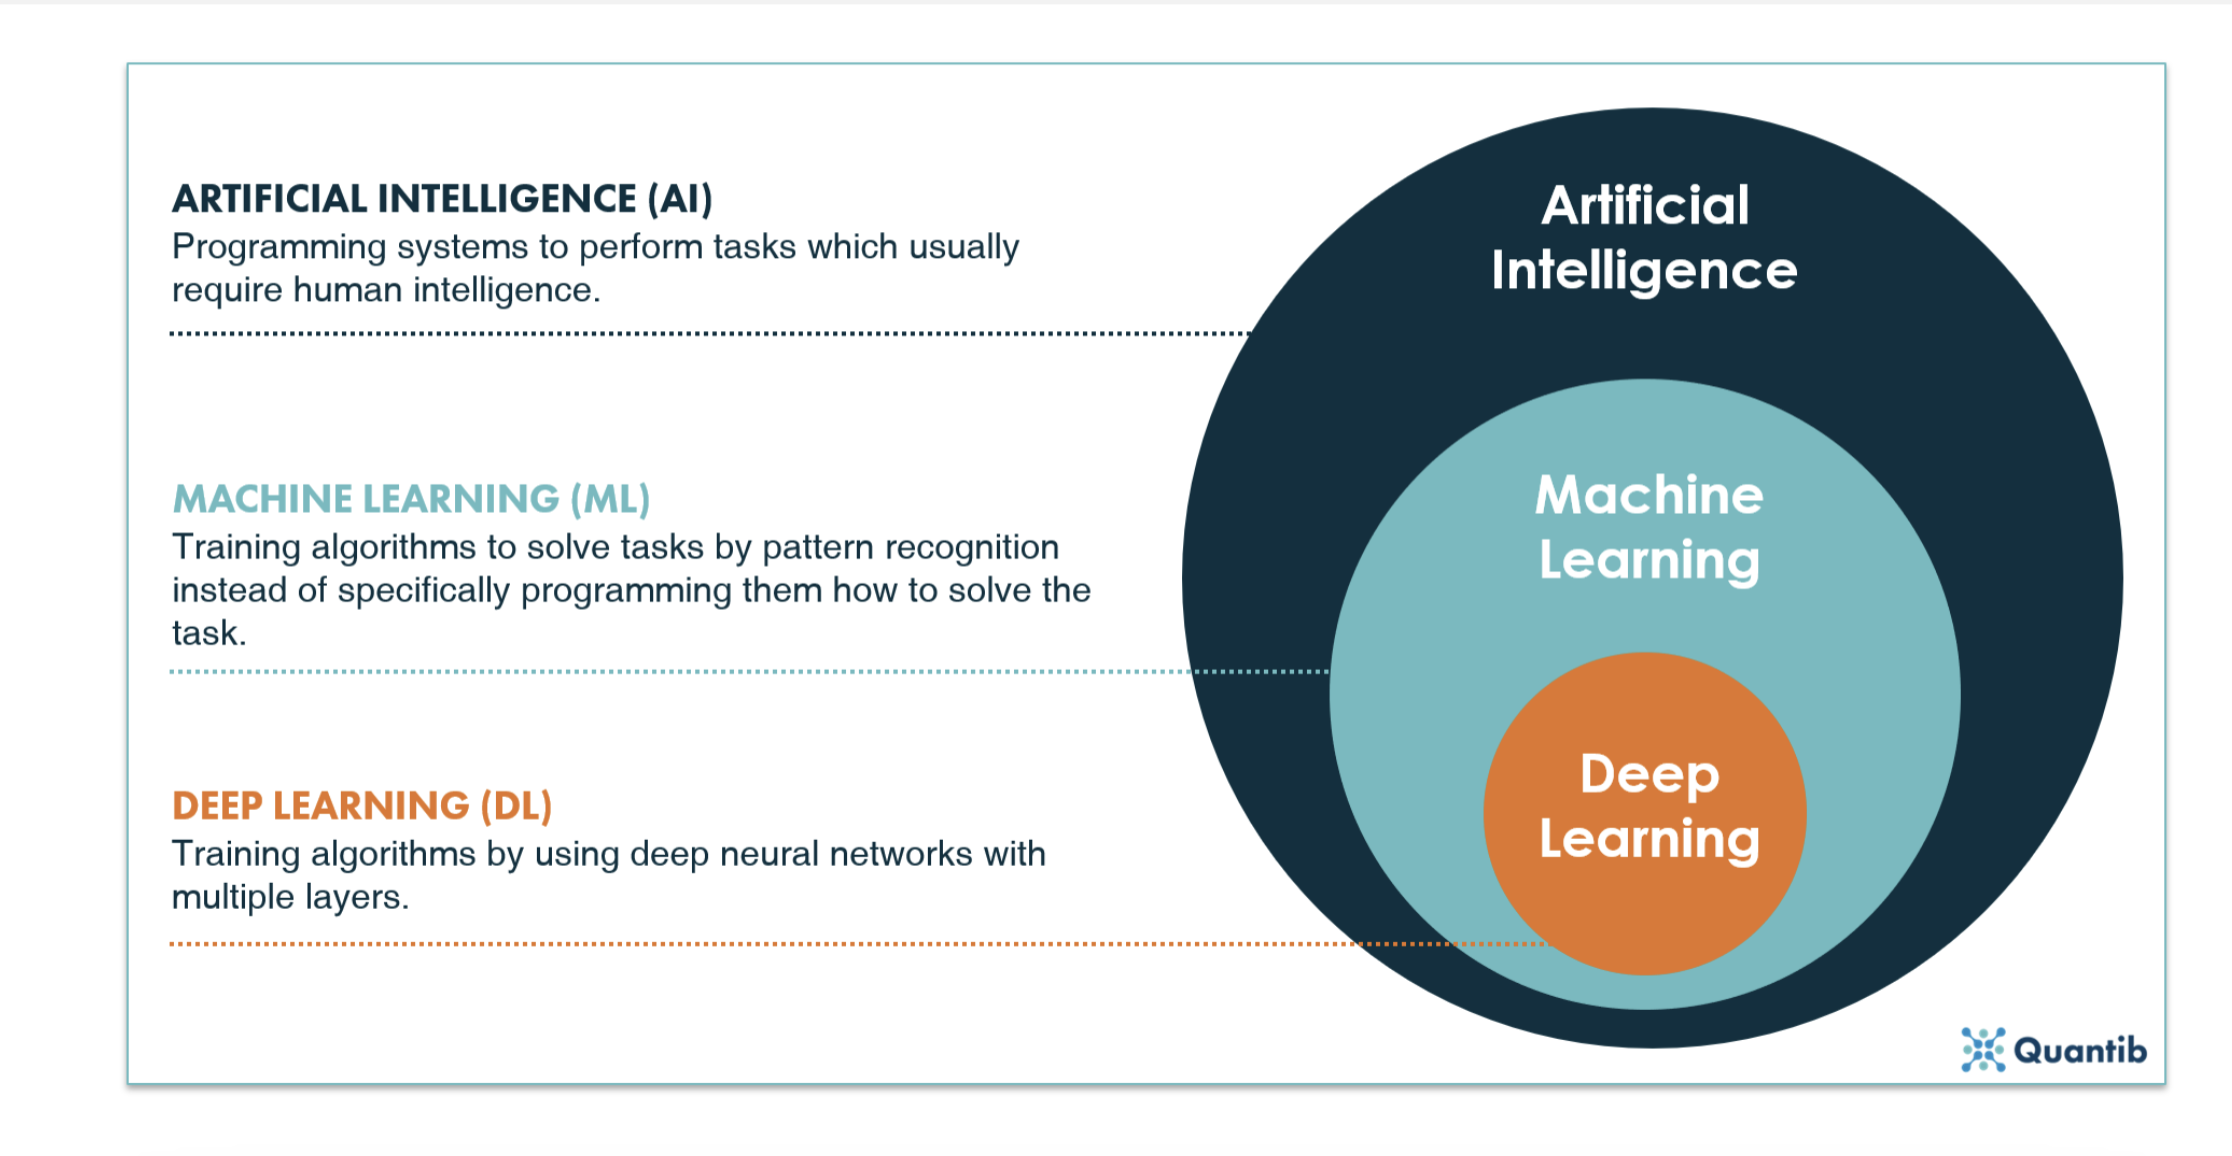 ARTIFICIAL INTELLIGENCE (AI)
Programming systems to perform tasks which usually
require human intelligence.
MACHINE LEARNING (ML)
Training algorithms to solve tasks by pattern recognition
instead of specifically programming them how to solve the
task.
DEEP LEARNING (DL)
Training algorithms by using deep neural networks with
multiple layers.
Artificial
Intelligence
Machine
Learning
Deep
Learning
Quantib